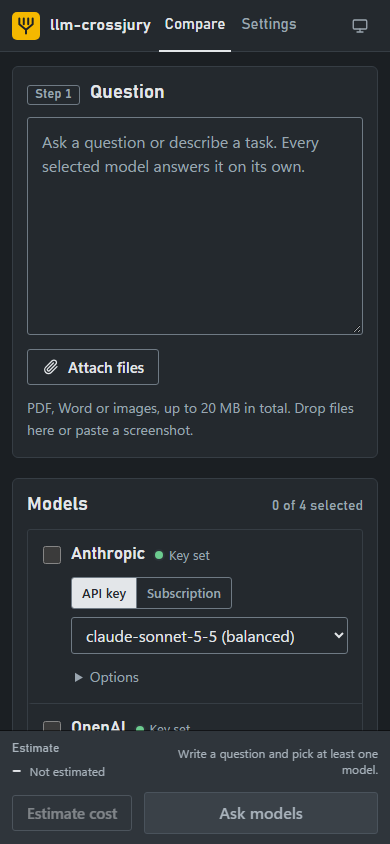 llm-crossjury Compare Settings
Step 1 Question
Ask a question or describe a task. Every
selected model answers it on its own.
Attach files
PDF, Word or images, up to 20 MB in total. Drop files
here or paste a screenshot.
Models 0 of 4 selected
Anthropic Key set
API key Subscription
claude-sonnet-5-5 (balanced)
Options
OpenAI Key set
Estimate
– Not estimated
Write a question and pick at least one
model.
Estimate cost Ask models